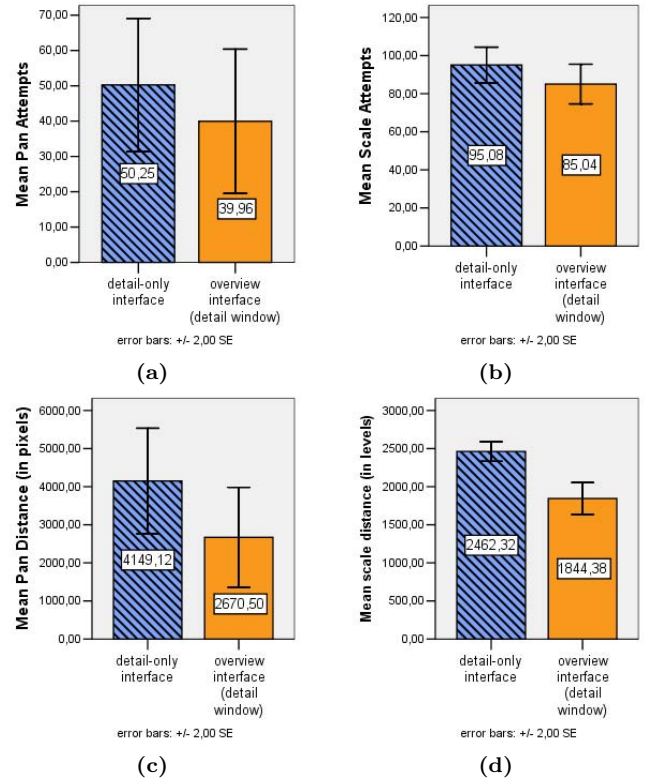 Mean Pan Attempts
70,00
60,00
50,00
40,00
30,00
20,00
10,00
0,00
50,25
39,96
detail-only
interface
overview
interface
(detail window)
error bars: +/- 2,00 SE
(a)
Mean Scale Attempts
120,00
100,00
80,00
60,00
40,00
20,00
0,00
95,08
85,04
detail-only
interface
overview
interface
(detail
window)
error bars: +/- 2,00 SE
(b)
Mean Pan Distance (in pixels)
6000,00
5000,00
4000,00
3000,00
2000,00
1000,00
0,00
4149,12
2670,50
detail-only
interface
overview
interface
(detail
window)
error bars: +/- 2,00 SE
(c)
Mean scale distance (in levels)
3000,00
2500,00
2000,00
1500,00
1000,00
500,00
0,00
2462,32
1844,38
detail-only
interface
overview
interface
(detail
window)
error bars: +/- 2,00 SE
(d)